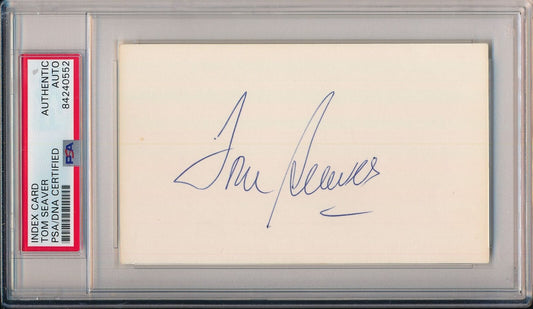 INDEX CARD
TOM SEAVER
PSA/DNA CERTIFIED
AUTHENTIC
AUTO
84240552
PSA
Tom Seaver